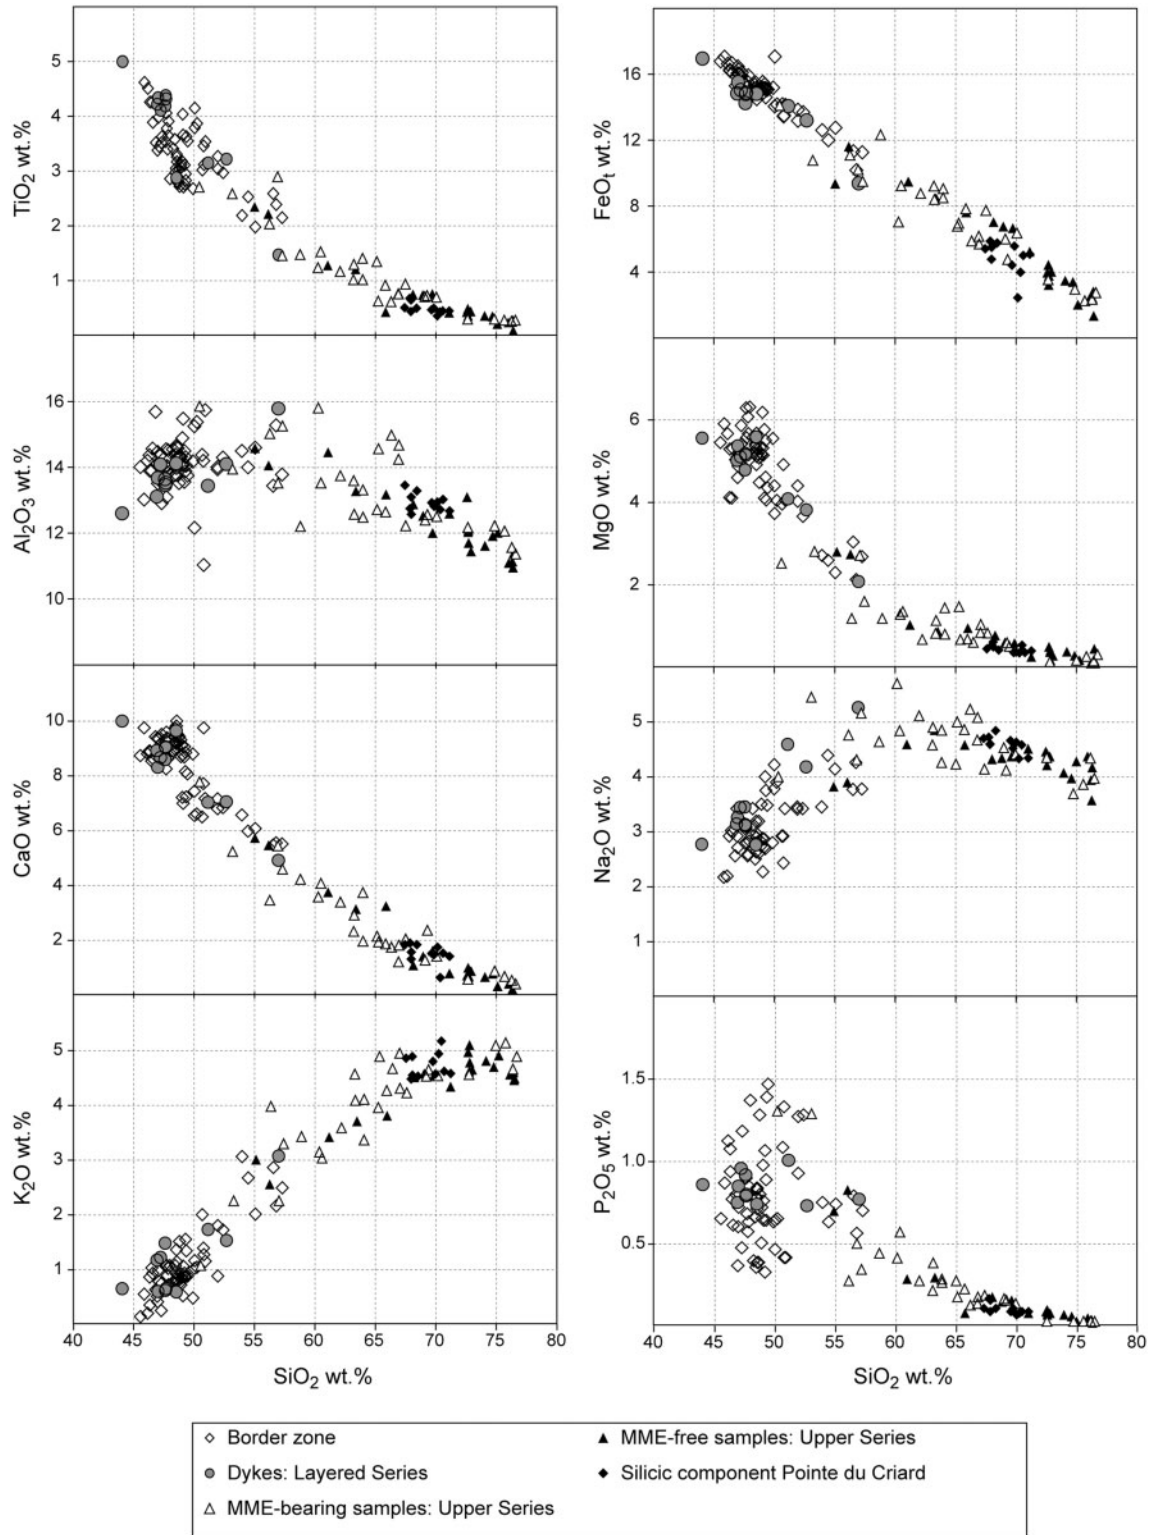 TiO2 wt.%
5
4
3
2
1
FeOt wt.%
16
12
8
4
Al2O3 wt.%
16
14
12
10
MgO wt.%
6
4
2
CaO wt.%
10
8
6
4
2
Na2O wt.%
5
4
3
2
1
K2O wt.%
5
4
3
2
1
P2O5 wt.%
1.5
1.0
0.5
40 45 50 55 60 65 70 75 80
SiO2 wt.%
40 45 50 55 60 65 70 75 80
SiO2 wt.%
Border zone
Dykes: Layered Series
MME-bearing samples: Upper Series
MME-free samples: Upper Series
Silicic component Pointe du Criard